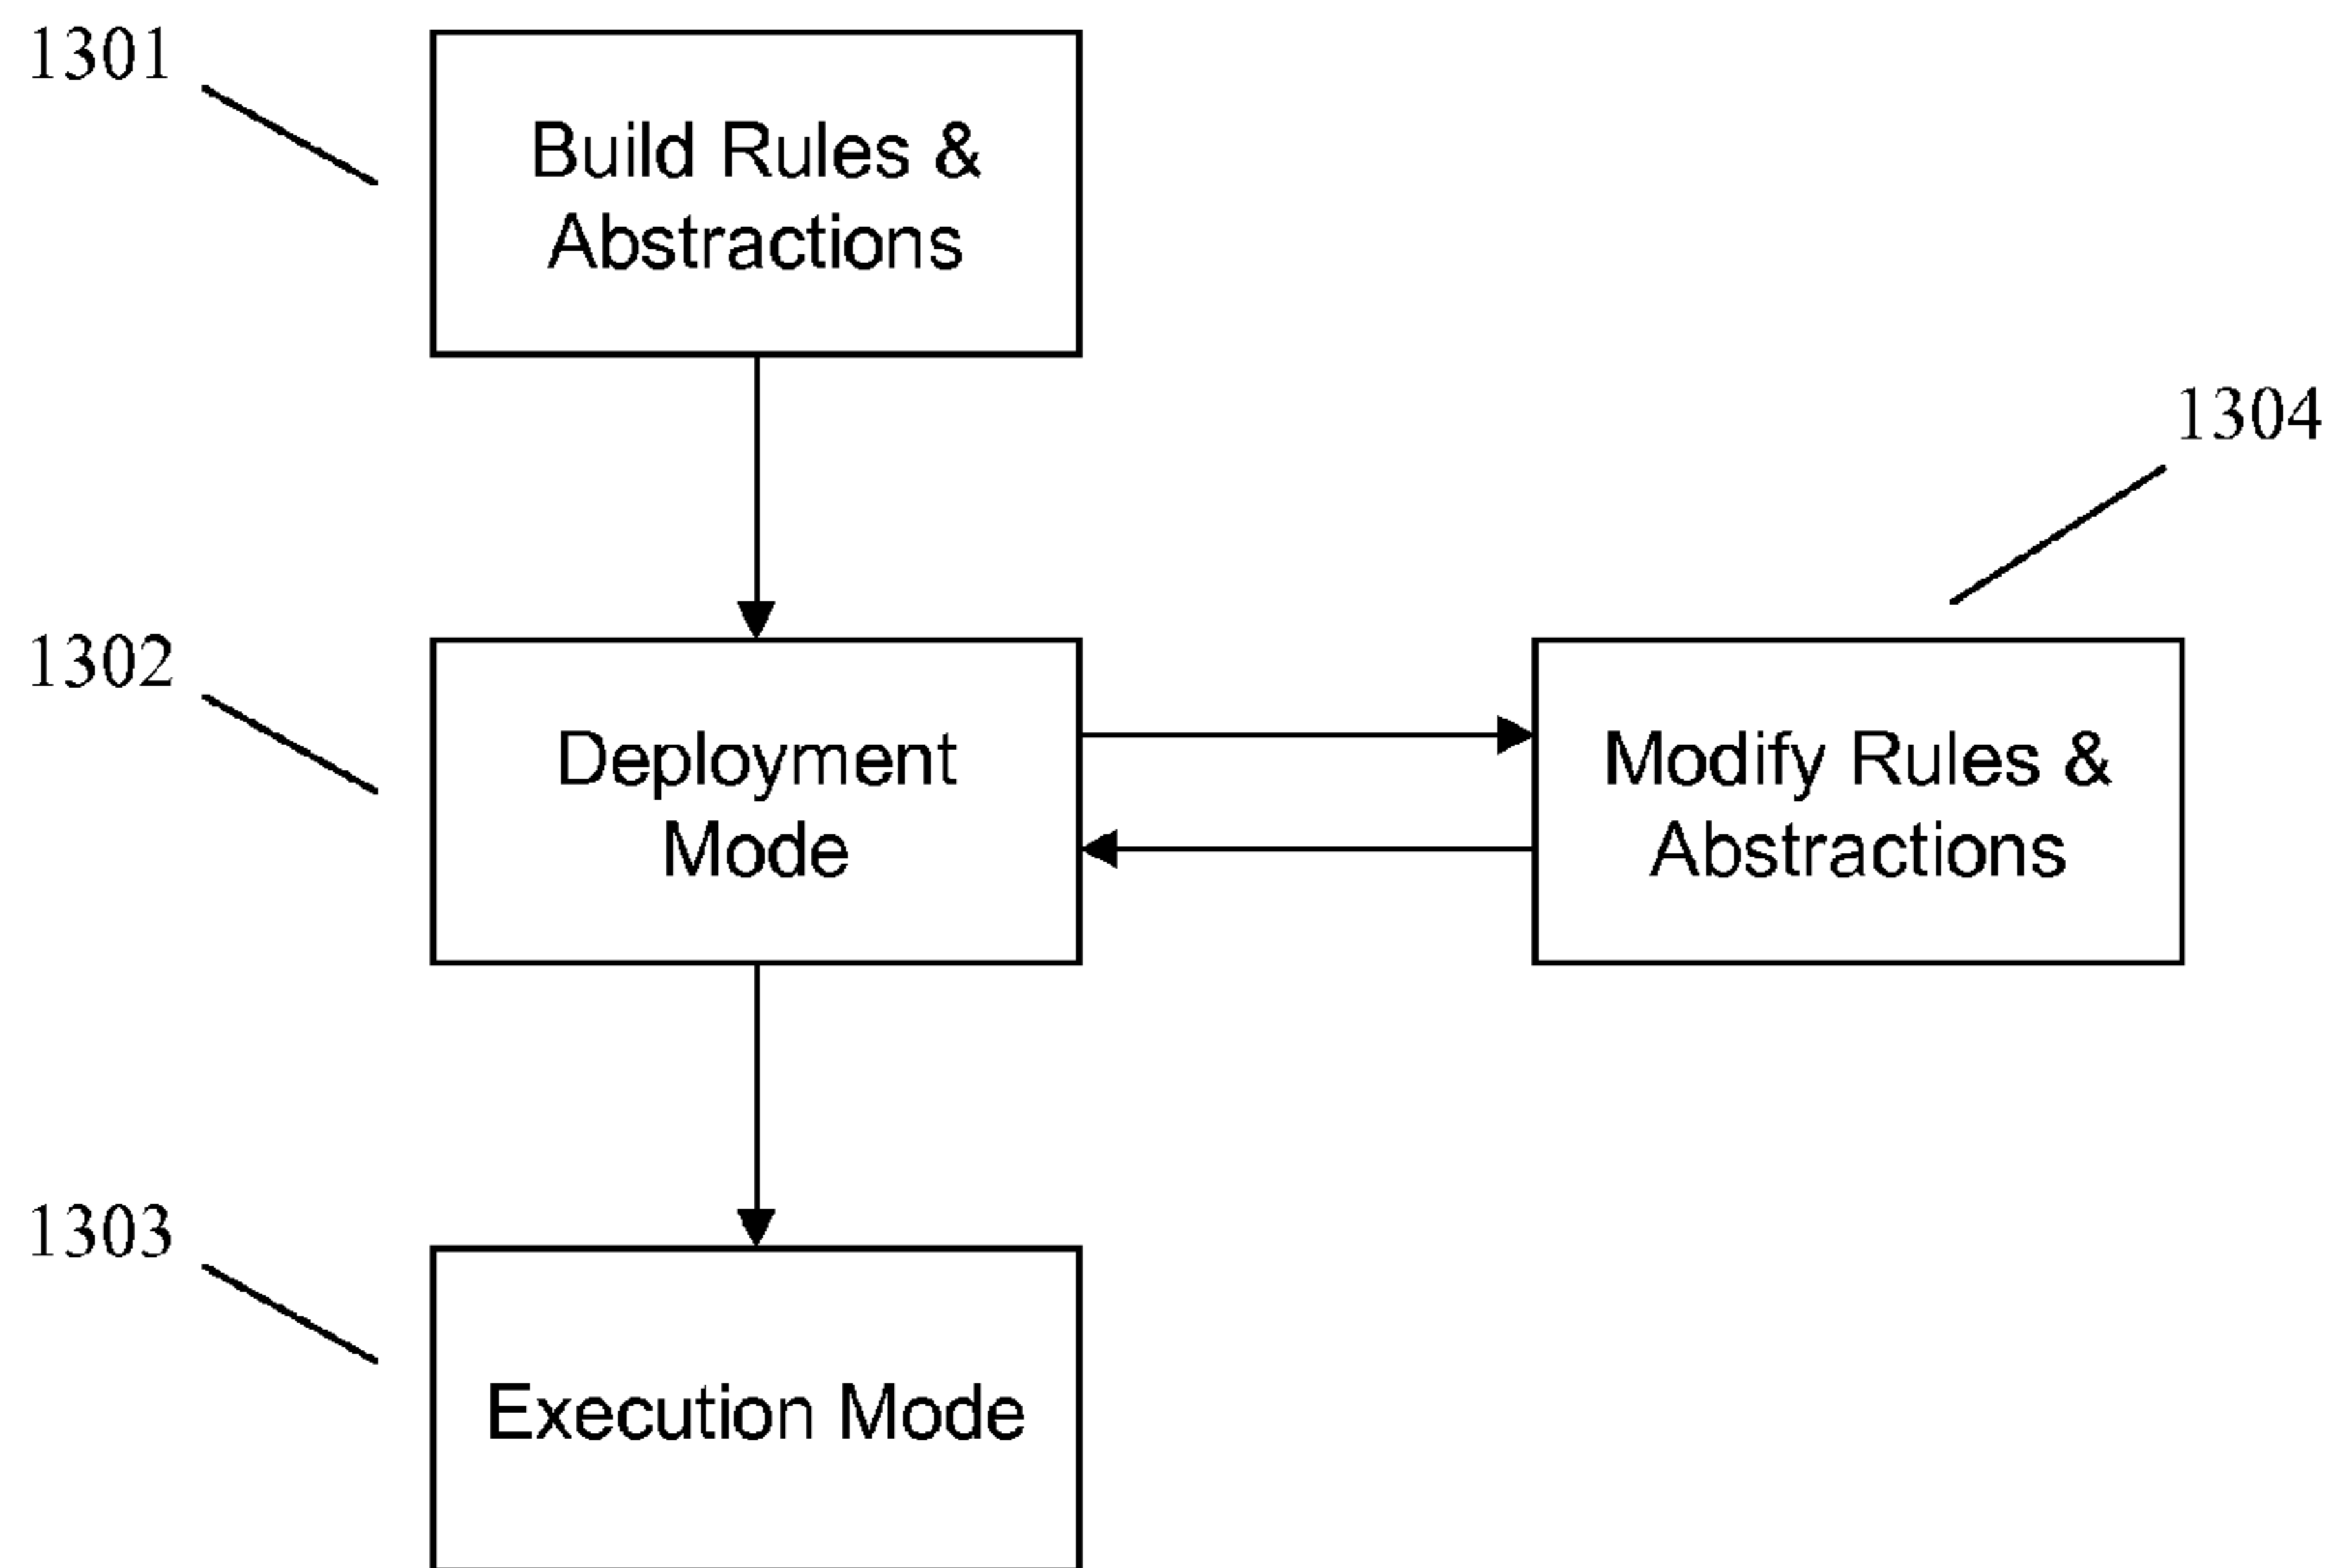 1301
Build Rules &
Abstractions
1304
1302
Deployment
Mode
Modify Rules &
Abstractions
1303
Execution Mode